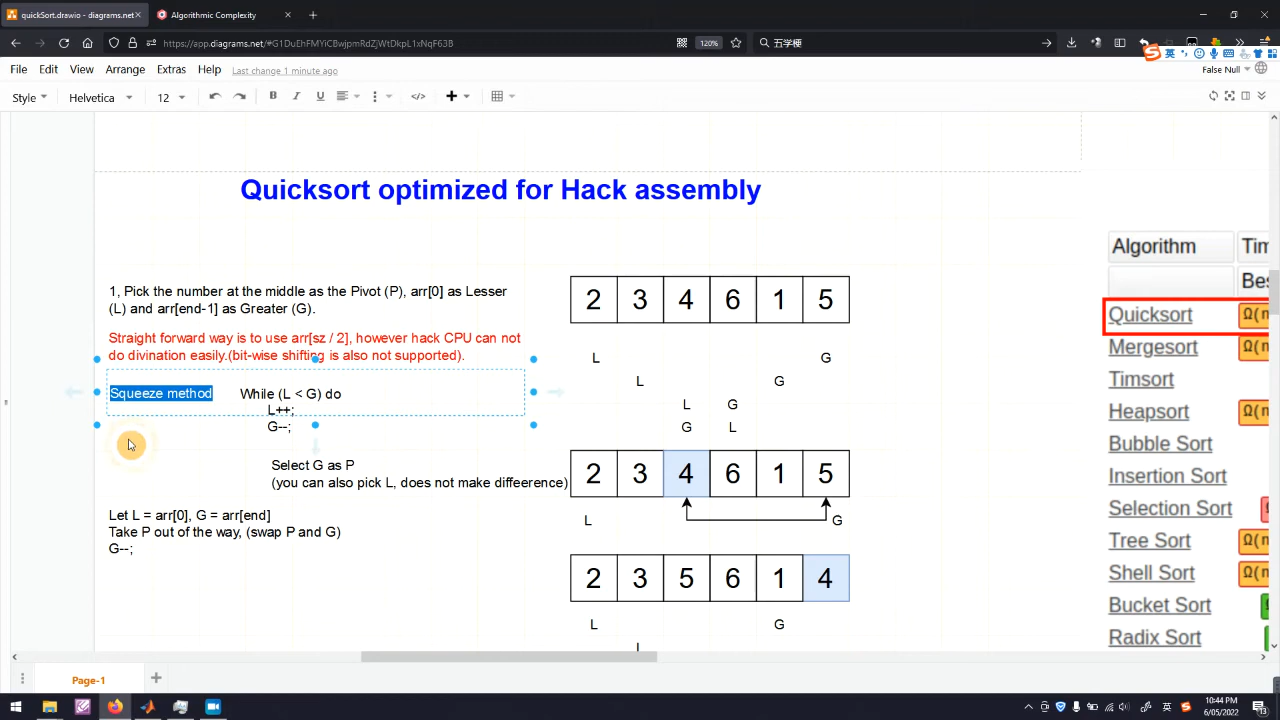 quickSort.drawio - diagrams.net
Algorithmic Complexity
https://app.diagrams.net/#G1DuEhFMYiCBwjpmRdZjWtDkpL1xNqF63B
120%
五学梗
英
File Edit View Arrange Extras Help Last change 1 minute ago
False Null
Style Helvetica 12 B I U
Quicksort optimized for Hack assembly
1, Pick the number at the middle as the Pivot (P), arr[0] as Lesser
(L) and arr[end-1] as Greater (G).
Straight forward way is to use arr[sz / 2], however hack CPU can not
do divination easily.(bit-wise shifting is also not supported).
Squeeze method While (L < G) do
L++;
G--;
Select G as P
(you can also pick L, does not make diffeerence)
Let L = arr[0], G = arr[end]
Take P out of the way, (swap P and G)
G--;
2 3 4 6 1 5
L G
L G
L G
G L
2 3 4 6 1 5
L G
2 3 5 6 1 4
L G
L
Algorithm Tim
Bes
Quicksort Ω(n
Mergesort Ω(n
Timsort
Heapsort Ω(n
Bubble Sort
Insertion Sort
Selection Sort
Tree Sort Ω(n
Shell Sort Ω(n
Bucket Sort
Radix Sort
Page-1
英
10:44 PM
6/05/2022
13